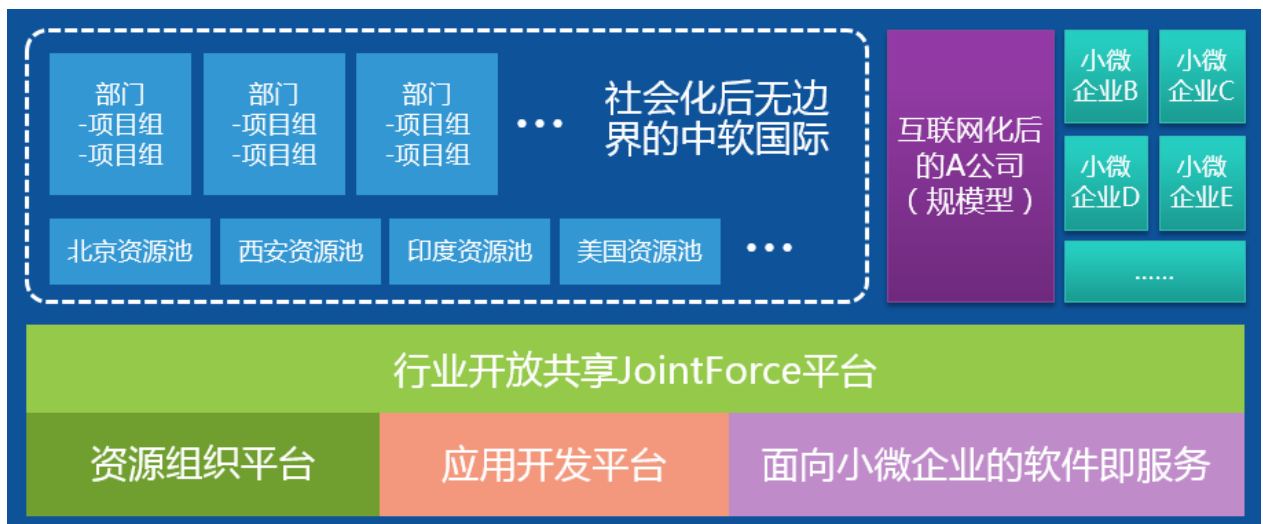 部门
-项目组
-项目组
部门
-项目组
-项目组
部门
-项目组
-项目组
•••
社会化后无边
界的中软国际
北京资源池
西安资源池
印度资源池
美国资源池
•••
互联网化后
的A公司
（规模型）
小微
企业B
小微
企业C
小微
企业D
小微
企业E
......
行业开放共享JointForce平台
资源组织平台
应用开发平台
面向小微企业的软件即服务